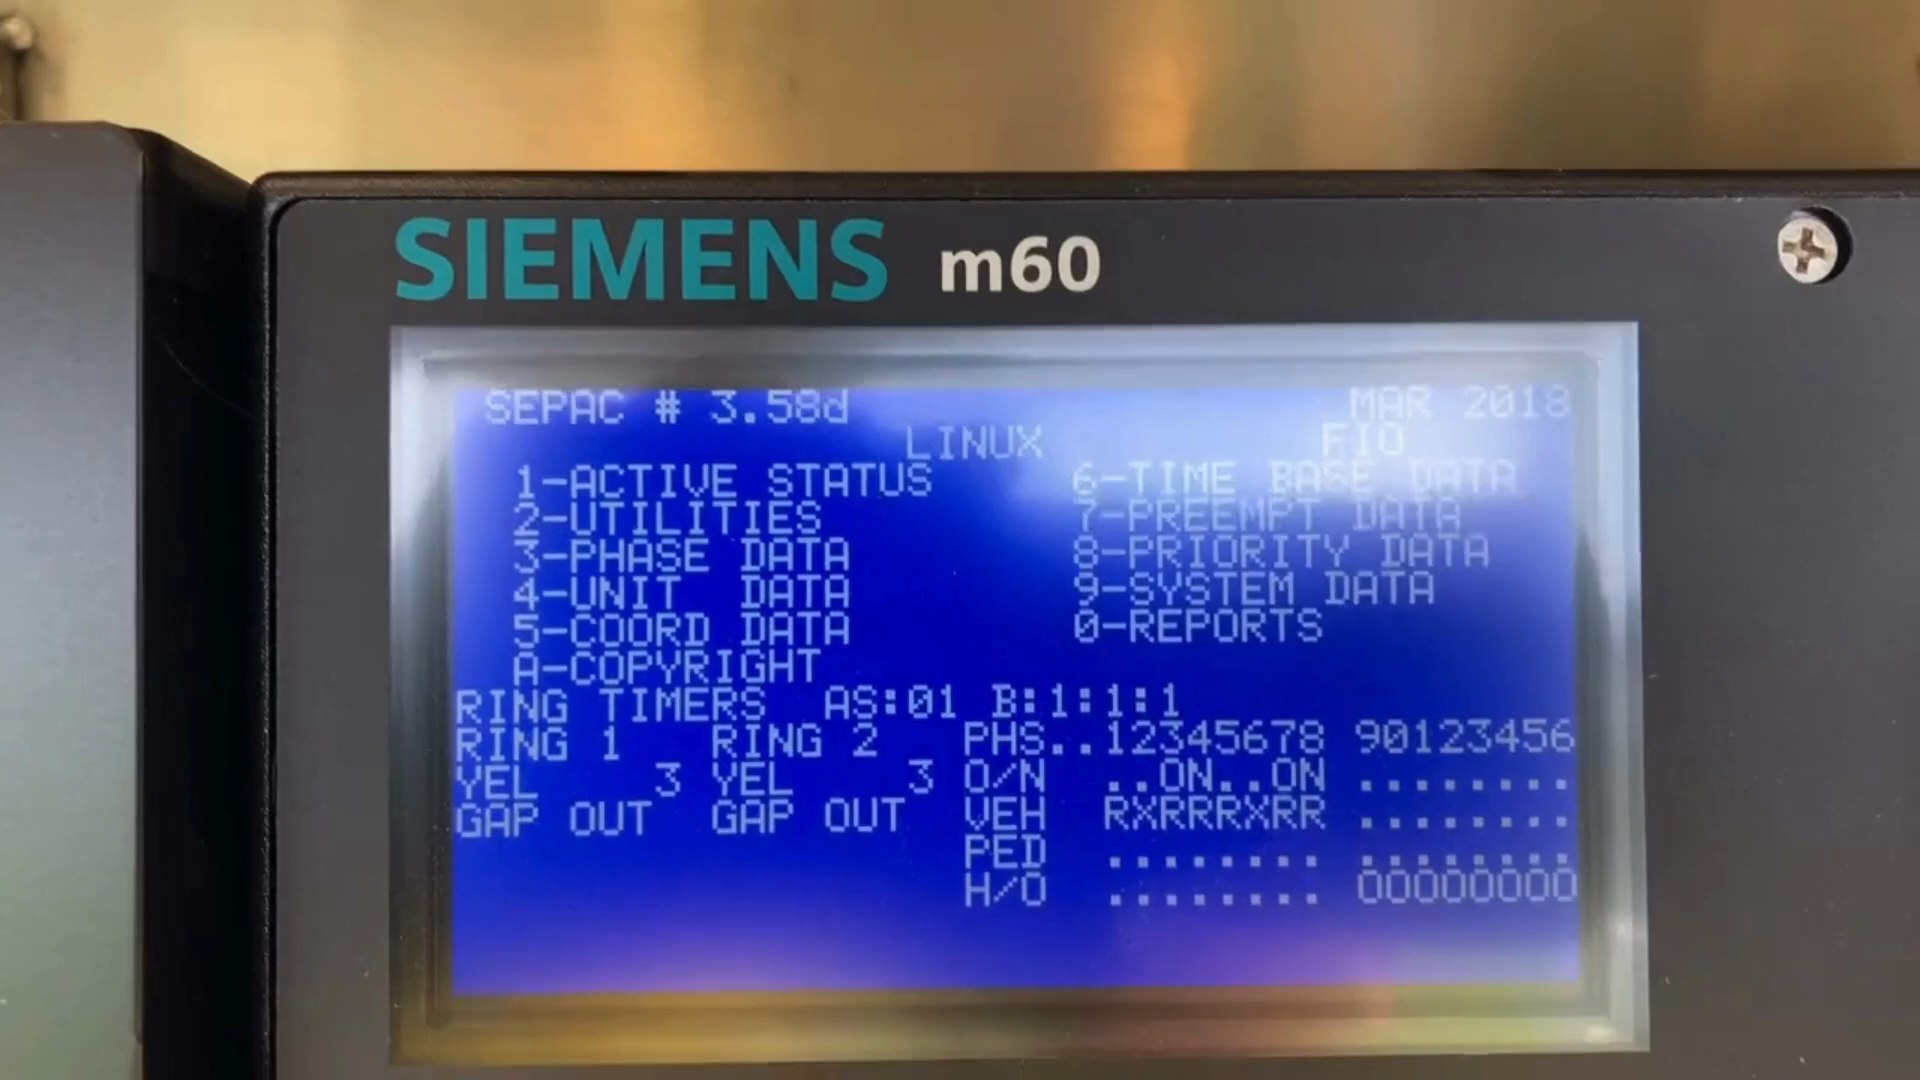 SIEMENS m60
SEPAC # 3.58d MAR 2018
LINUX FIO
1-ACTIVE STATUS 6-TIME BASE DATA
2-UTILITIES 7-PREEMPT DATA
3-PHASE DATA 8-PRIORITY DATA
4-UNIT DATA 9-SYSTEM DATA
5-COORD DATA 0-REPORTS
A-COPYRIGHT
RING TIMERS AS:01 B:1:1:1
RING 1 RING 2 PHS..12345678 90123456
YEL 3 YEL 3 O/N ..ON..ON ........
GAP OUT GAP OUT VEH RXRRRXRR ........
PED ........ ........
H/O ........ 00000000